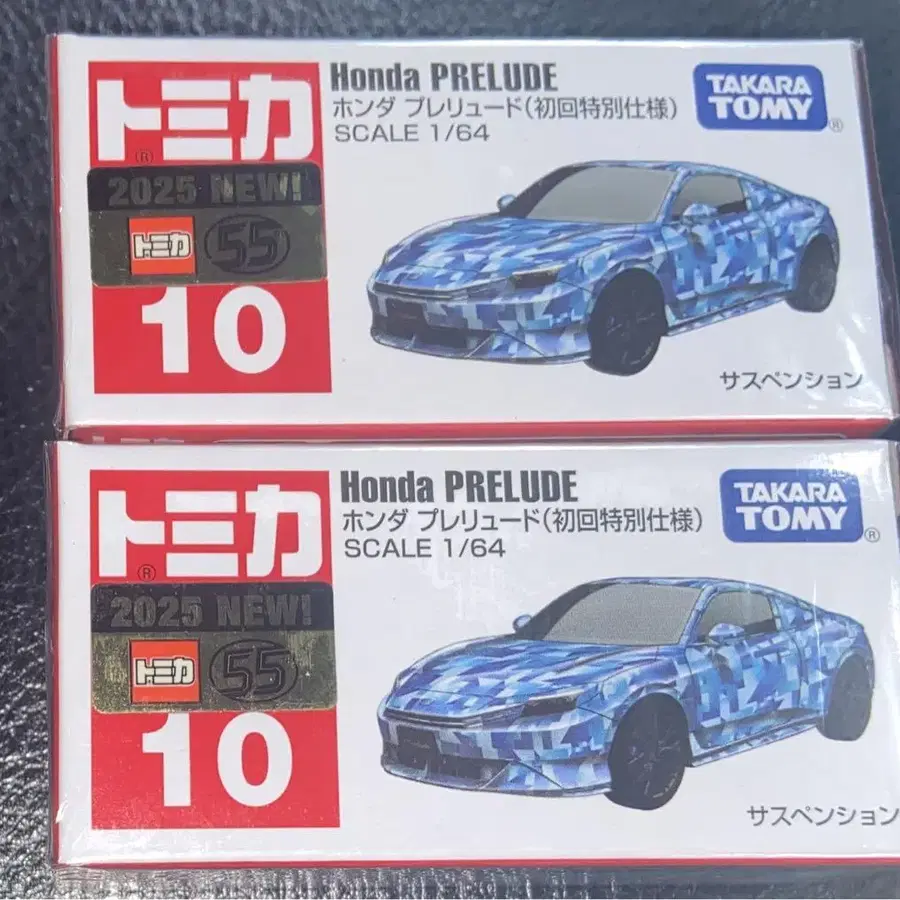 トミカ
®
2025 NEW!
トミカ 55
10
Honda PRELUDE
ホンダ プレリュード(初回特別仕様)
SCALE 1/64
TAKARA
TOMY
®
サスペンション
トミカ
トミカ
®
2025 NEW!
トミカ 55
10
Honda PRELUDE
ホンダ プレリュード(初回特別仕様)
SCALE 1/64
TAKARA
TOMY
®
サスペンション